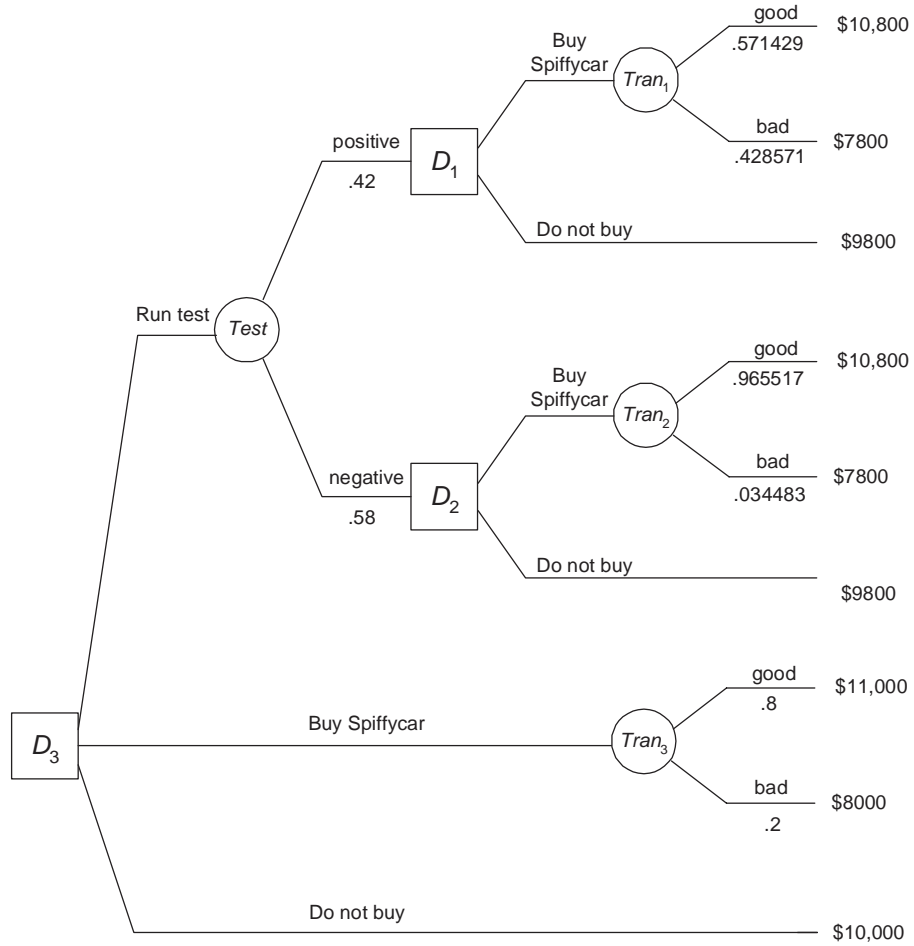 good
$10,800
.571429
Buy
Spiffycar
Tran1
bad
$7800
.428571
positive
.42
D1
Do not buy
$9800
Run test
Test
good
$10,800
.965517
Buy
Spiffycar
Tran2
bad
$7800
.034483
negative
.58
D2
Do not buy
$9800
good
$11,000
.8
Buy Spiffycar
Tran3
D3
bad
$8000
.2
Do not buy
$10,000